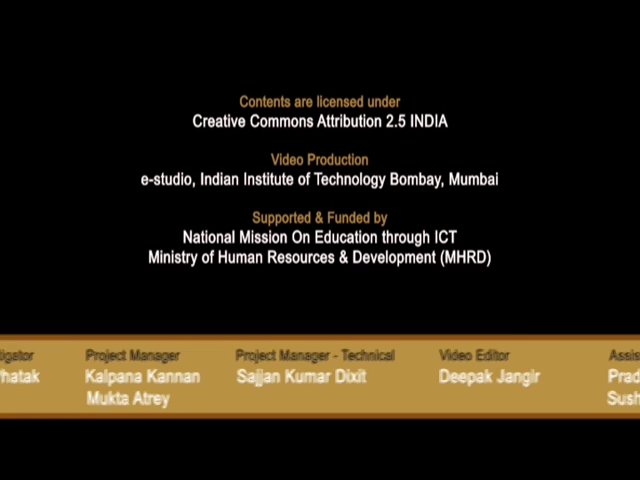 Contents are licensed under
Creative Commons Attribution 2.5 INDIA
Video Production
e-studio, Indian Institute of Technology Bombay, Mumbai
Supported & Funded by
National Mission On Education through ICT
Ministry of Human Resources & Development (MHRD)
Project Manager
Kalpana Kannan
Mukta Atrey
Project Manager - Technical
Sajjan Kumar Dixit
Video Editor
Deepak Jangir